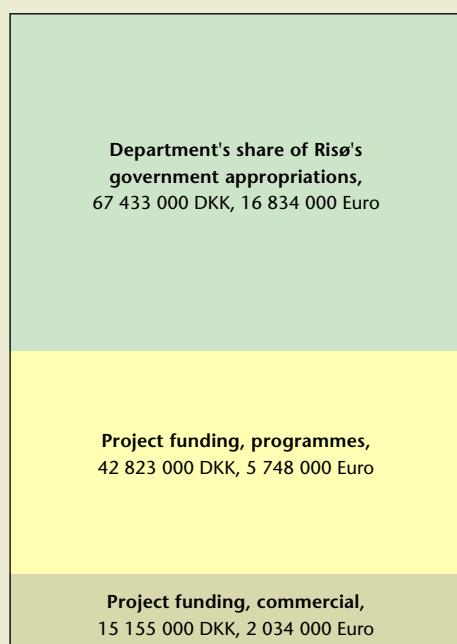 Department's share of Risø's
government appropriations,
67 433 000 DKK, 16 834 000 Euro
Project funding, programmes,
42 823 000 DKK, 5 748 000 Euro
Project funding, commercial,
15 155 000 DKK, 2 034 000 Euro